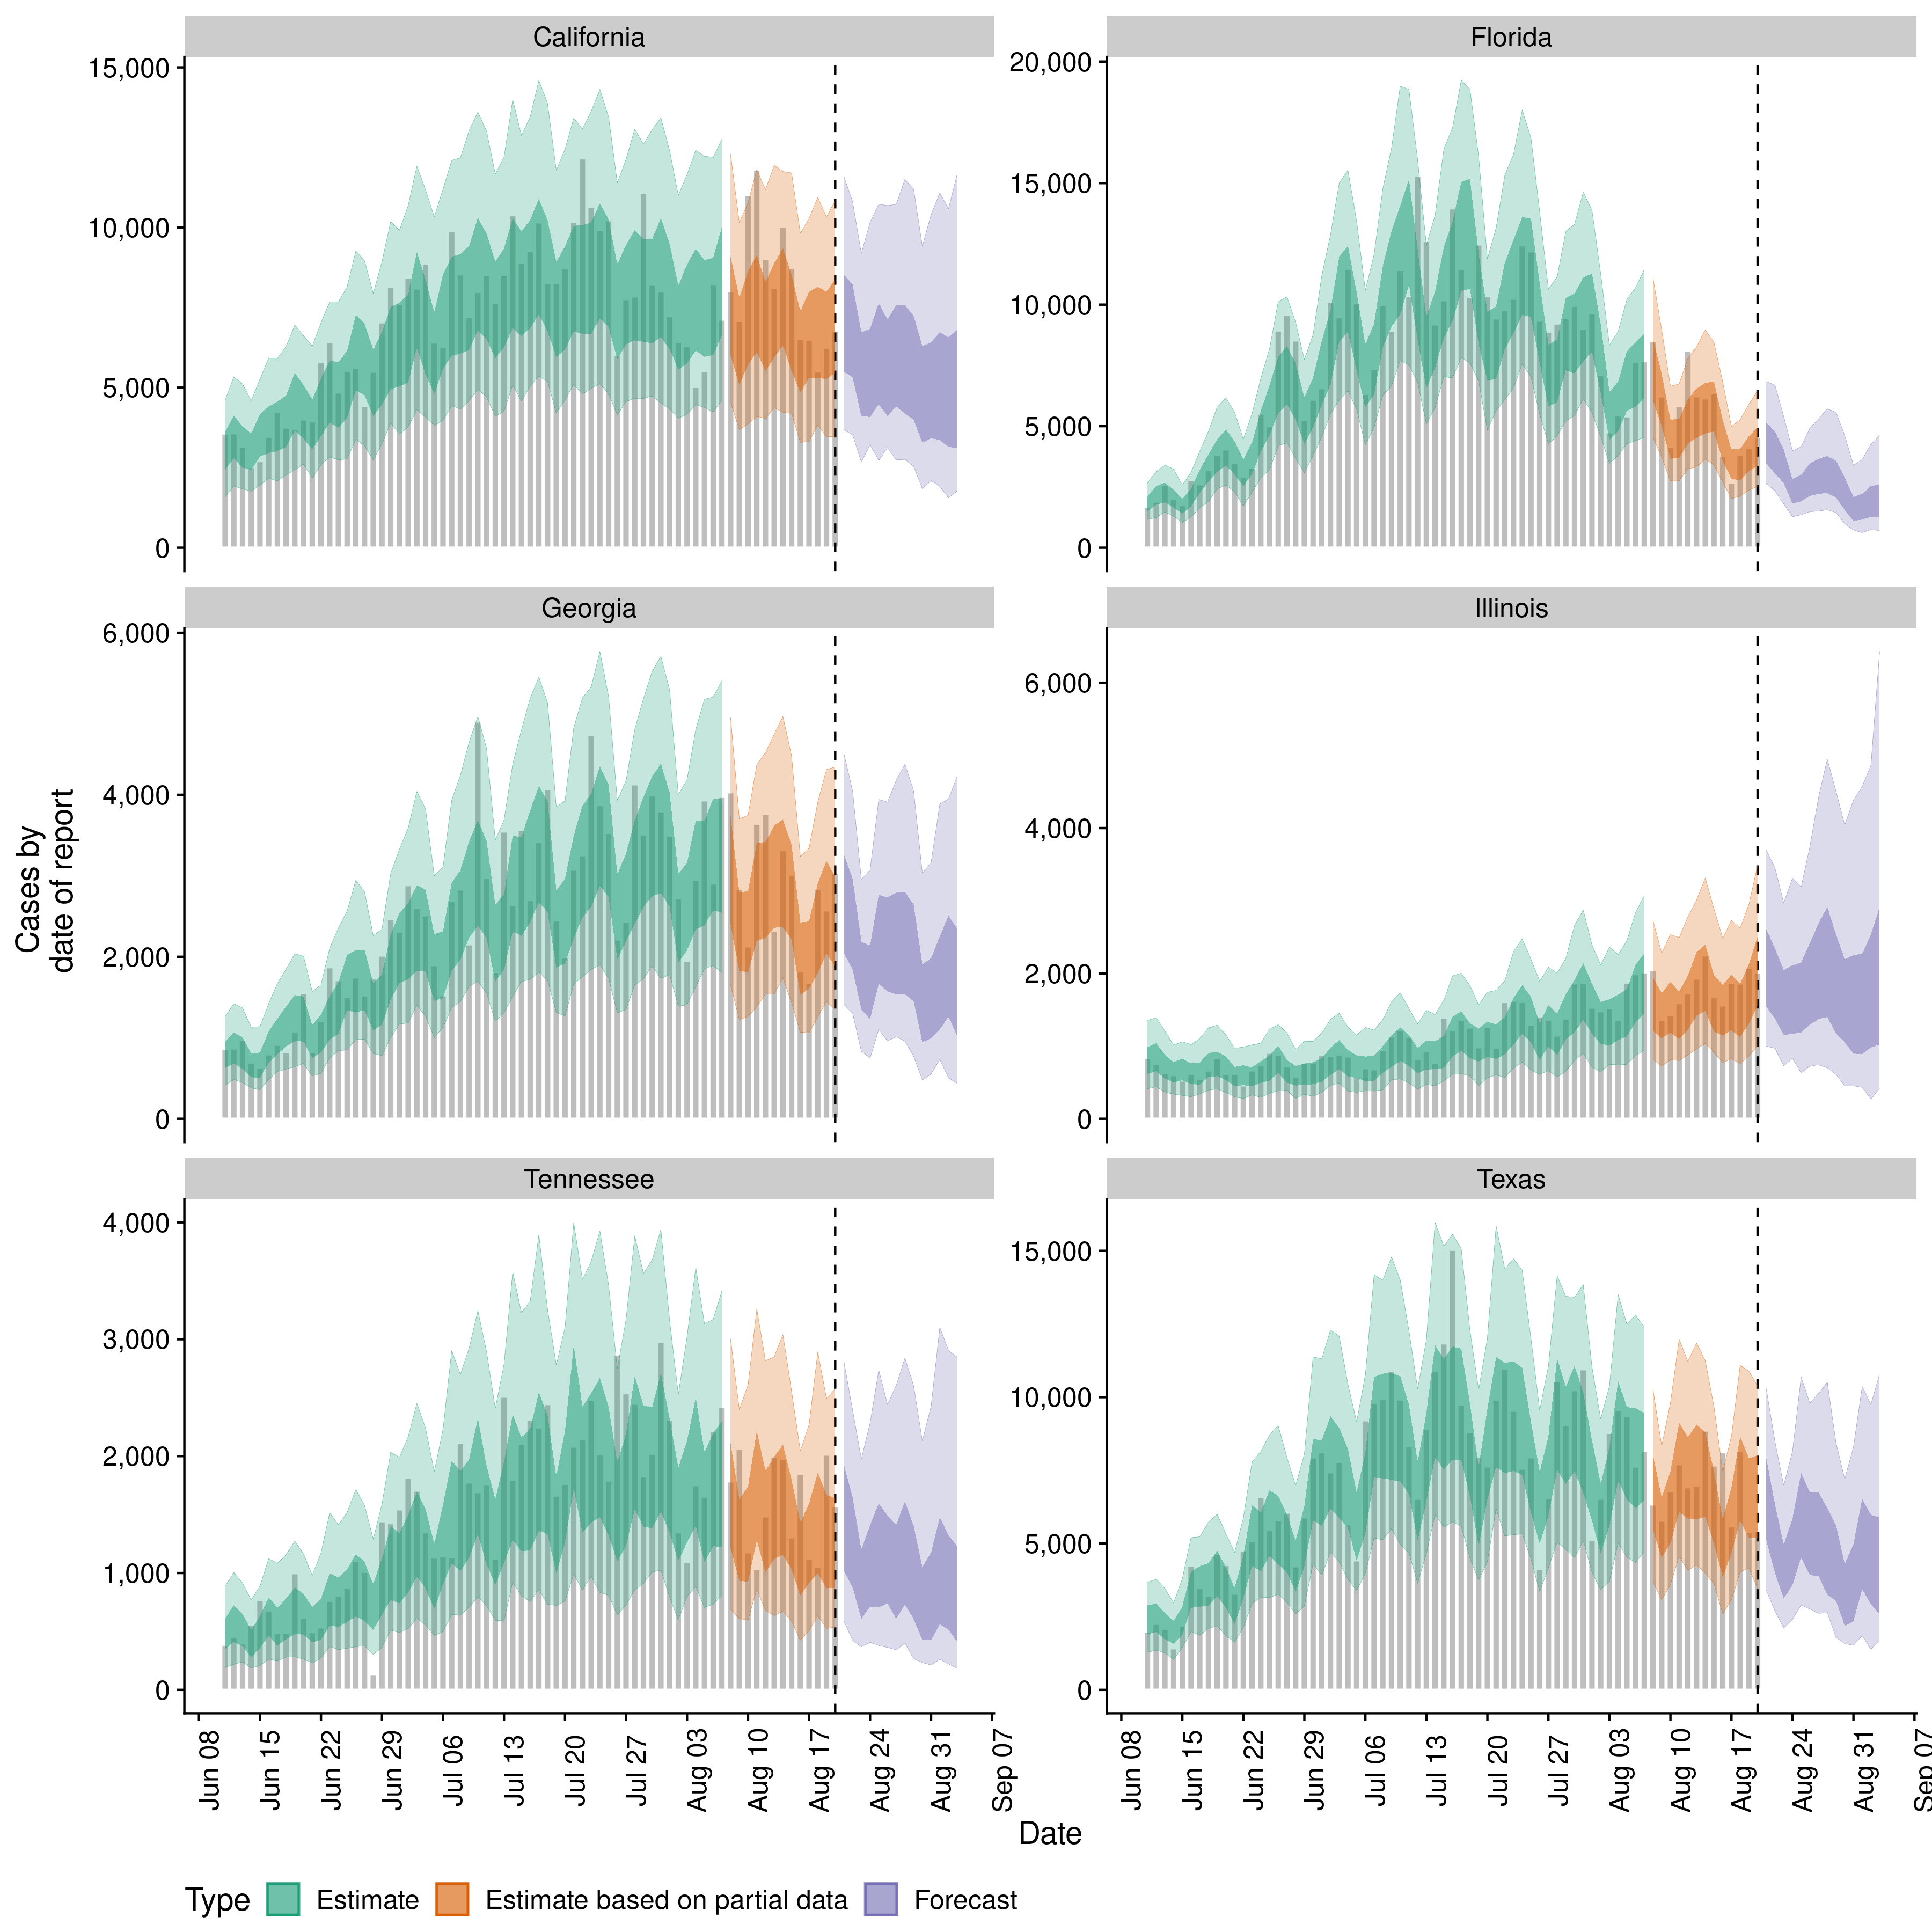 California
Florida
15,000
10,000
5,000
0
20,000
15,000
10,000
5,000
0
Georgia
Illinois
6,000
4,000
2,000
0
6,000
4,000
2,000
0
Tennessee
Texas
4,000
3,000
2,000
1,000
0
15,000
10,000
5,000
0
Cases by
date of report
Jun 08
Jun 15
Jun 22
Jun 29
Jul 06
Jul 13
Jul 20
Jul 27
Aug 03
Aug 10
Aug 17
Aug 24
Aug 31
Sep 07
Jun 08
Jun 15
Jun 22
Jun 29
Jul 06
Jul 13
Jul 20
Jul 27
Aug 03
Aug 10
Aug 17
Aug 24
Aug 31
Sep 07
Date
Type Estimate Estimate based on partial data Forecast